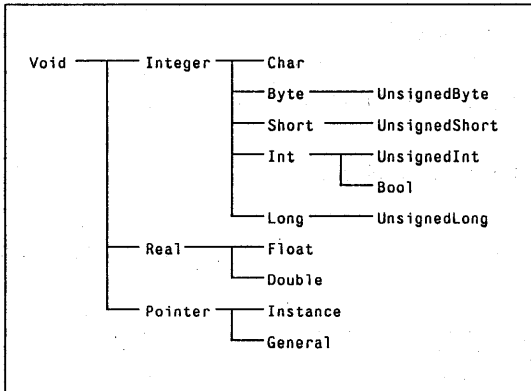 Void Integer Char
Byte UnsignedByte
Short UnsignedShort
Int UnsignedInt
Bool
Long UnsignedLong
Real Float
Double
Pointer Instance
General